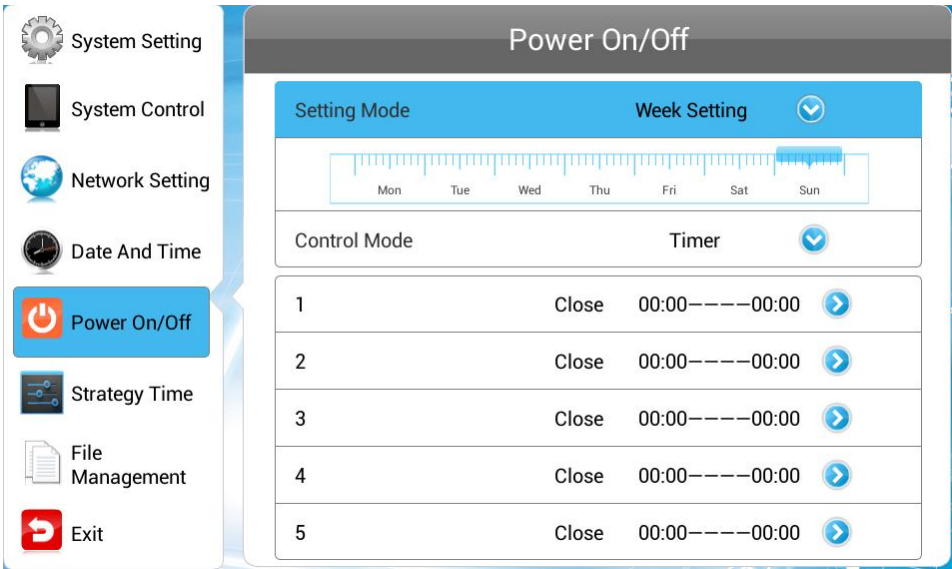 System Setting
System Control
Network Setting
Date And Time
Power On/Off
Strategy Time
File
Management
Exit
Power On/Off
Setting Mode Week Setting
Mon Tue Wed Thu Fri Sat Sun
Control Mode Timer
1 Close 00:00----00:00
2 Close 00:00----00:00
3 Close 00:00----00:00
4 Close 00:00----00:00
5 Close 00:00----00:00